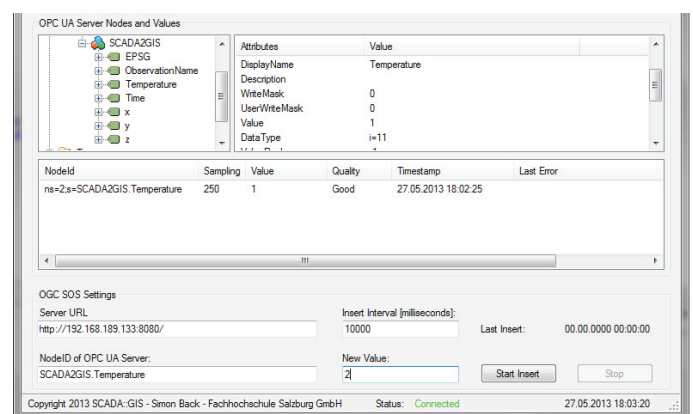 OPC UA Server Nodes and Values
SCADA2GIS
EPSG
ObservationName
Temperature
Time
x
y
z
Attributes Value
DisplayName Temperature
Description
WriteMask 0
UserWriteMask 0
Value 1
DataType i=11
NodeId Sampling Value Quality Timestamp Last Error
ns=2;s=SCADA2GIS.Temperature 250 1 Good 27.05.2013 18:02:25
OGC SOS Settings
Server URL Insert Interval [milliseconds]:
http://192.168.189.133:8080/ 10000 Last Insert: 00.00.0000 00:00:00
NodeID of OPC UA Server: New Value:
SCADA2GIS.Temperature 2 Start Insert Stop
Copyright 2013 SCADA::GIS - Simon Back - Fachhochschule Salzburg GmbH Status: Connected 27.05.2013 18:03:20